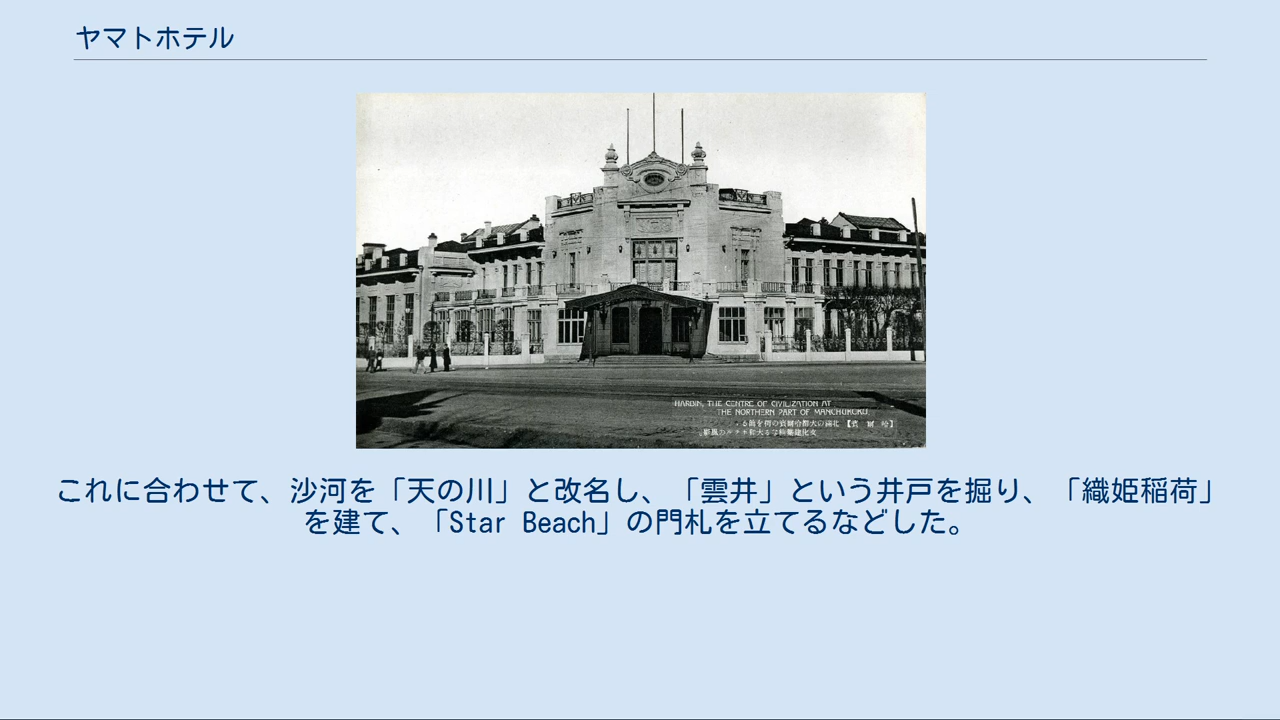 ヤマトホテル
HARBIN, THE CENTRE OF CIVILIZATION AT
THE NORTHERN PART OF MANCHUKUKU.
これに合わせて、沙河を「天の川」と改名し、「雲井」という井戸を掘り、「織姫稲荷」
を建て、「Star Beach」の門札を立てるなどした。